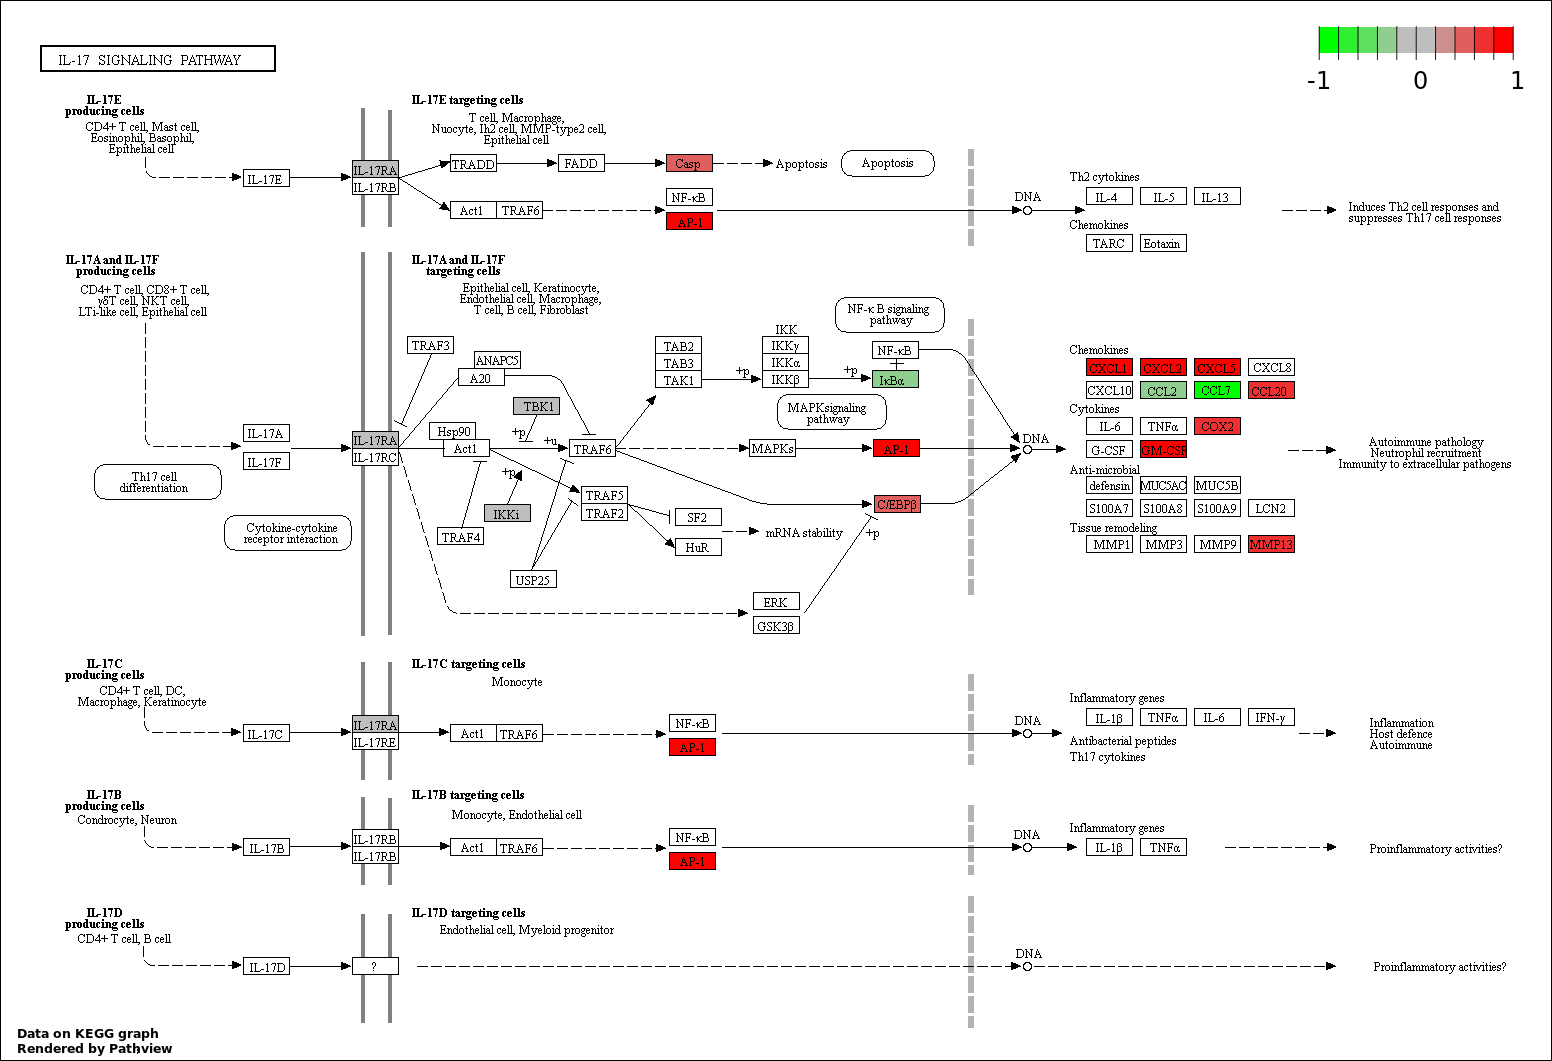 IL-17 SIGNALING PATHWAY
-1 0 1
IL-17E
producing cells
CD4+ T cell, Mast cell,
Eosinophil, Basophil,
Epithelial cell
IL-17E
IL-17RA
IL-17RB
IL-17E targeting cells
T cell, Macrophage,
Nuocyte, Ih2 cell, MMP-type2 cell,
Epithelial cell
TRADD
FADD
Casp
Apoptosis
Apoptosis
Act1
TRAF6
NF-κB
AP-1
DNA
Th2 cytokines
IL-4
IL-5
IL-13
Chemokines
TARC
Eotaxin
Induces Th2 cell responses and
suppresses Th17 cell responses
IL-17A and IL-17F
producing cells
CD4+ T cell, CD8+ T cell,
γδT cell, NKT cell,
LTi-like cell, Epithelial cell
IL-17A
IL-17F
Th17 cell
differentiation
Cytokine-cytokine
receptor interaction
IL-17RA
IL-17RC
IL-17A and IL-17F
targeting cells
Epithelial cell, Keratinocyte,
Endothelial cell, Macrophage,
T cell, B cell, Fibroblast
TRAF3
ANAPC5
A20
TBK1
Hsp90
Act1
+p
+u
TRAF6
+p
IKKi
TRAF4
USP25
TRAF5
TRAF2
SF2
HuR
mRNA stability
TAB2
TAB3
TAK1
+p
IKK
IKKγ
IKKα
IKKβ
+p
NF-κ B signaling
pathway
NF-κB
IκBα
MAPKsignaling
pathway
MAPKs
AP-1
C/EBPβ
+p
ERK
GSK3β
DNA
Chemokines
CXCL1
CXCL2
CXCL5
CXCL8
CXCL10
CCL2
CCL7
CCL20
Cytokines
IL-6
TNFα
COX2
G-CSF
GM-CSF
Anti-microbial
defensin
MUC5AC
MUC5B
S100A7
S100A8
S100A9
LCN2
Tissue remodeling
MMP1
MMP3
MMP9
MMP13
Autoimmune pathology
Neutrophil recruitment
Immunity to extracellular pathogens
IL-17C
producing cells
CD4+ T cell, DC,
Macrophage, Keratinocyte
IL-17C
IL-17RA
IL-17RE
IL-17C targeting cells
Monocyte
Act1
TRAF6
NF-κB
AP-1
DNA
Inflammatory genes
IL-1β
TNFα
IL-6
IFN-γ
Antibacterial peptides
Th17 cytokines
Inflammation
Host defence
Autoimmune
IL-17B
producing cells
Condrocyte, Neuron
IL-17B
IL-17RB
IL-17RB
IL-17B targeting cells
Monocyte, Endothelial cell
Act1
TRAF6
NF-κB
AP-1
DNA
Inflammatory genes
IL-1β
TNFα
Proinflammatory activities?
IL-17D
producing cells
CD4+ T cell, B cell
IL-17D
?
IL-17D targeting cells
Endothelial cell, Myeloid progenitor
DNA
Proinflammatory activities?
Data on KEGG graph
Rendered by Pathview